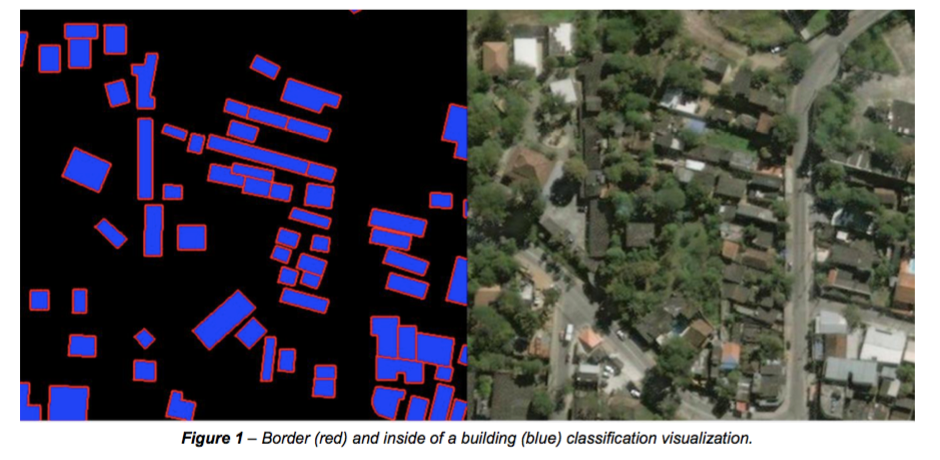 Figure 1 – Border (red) and inside of a building (blue) classification visualization.